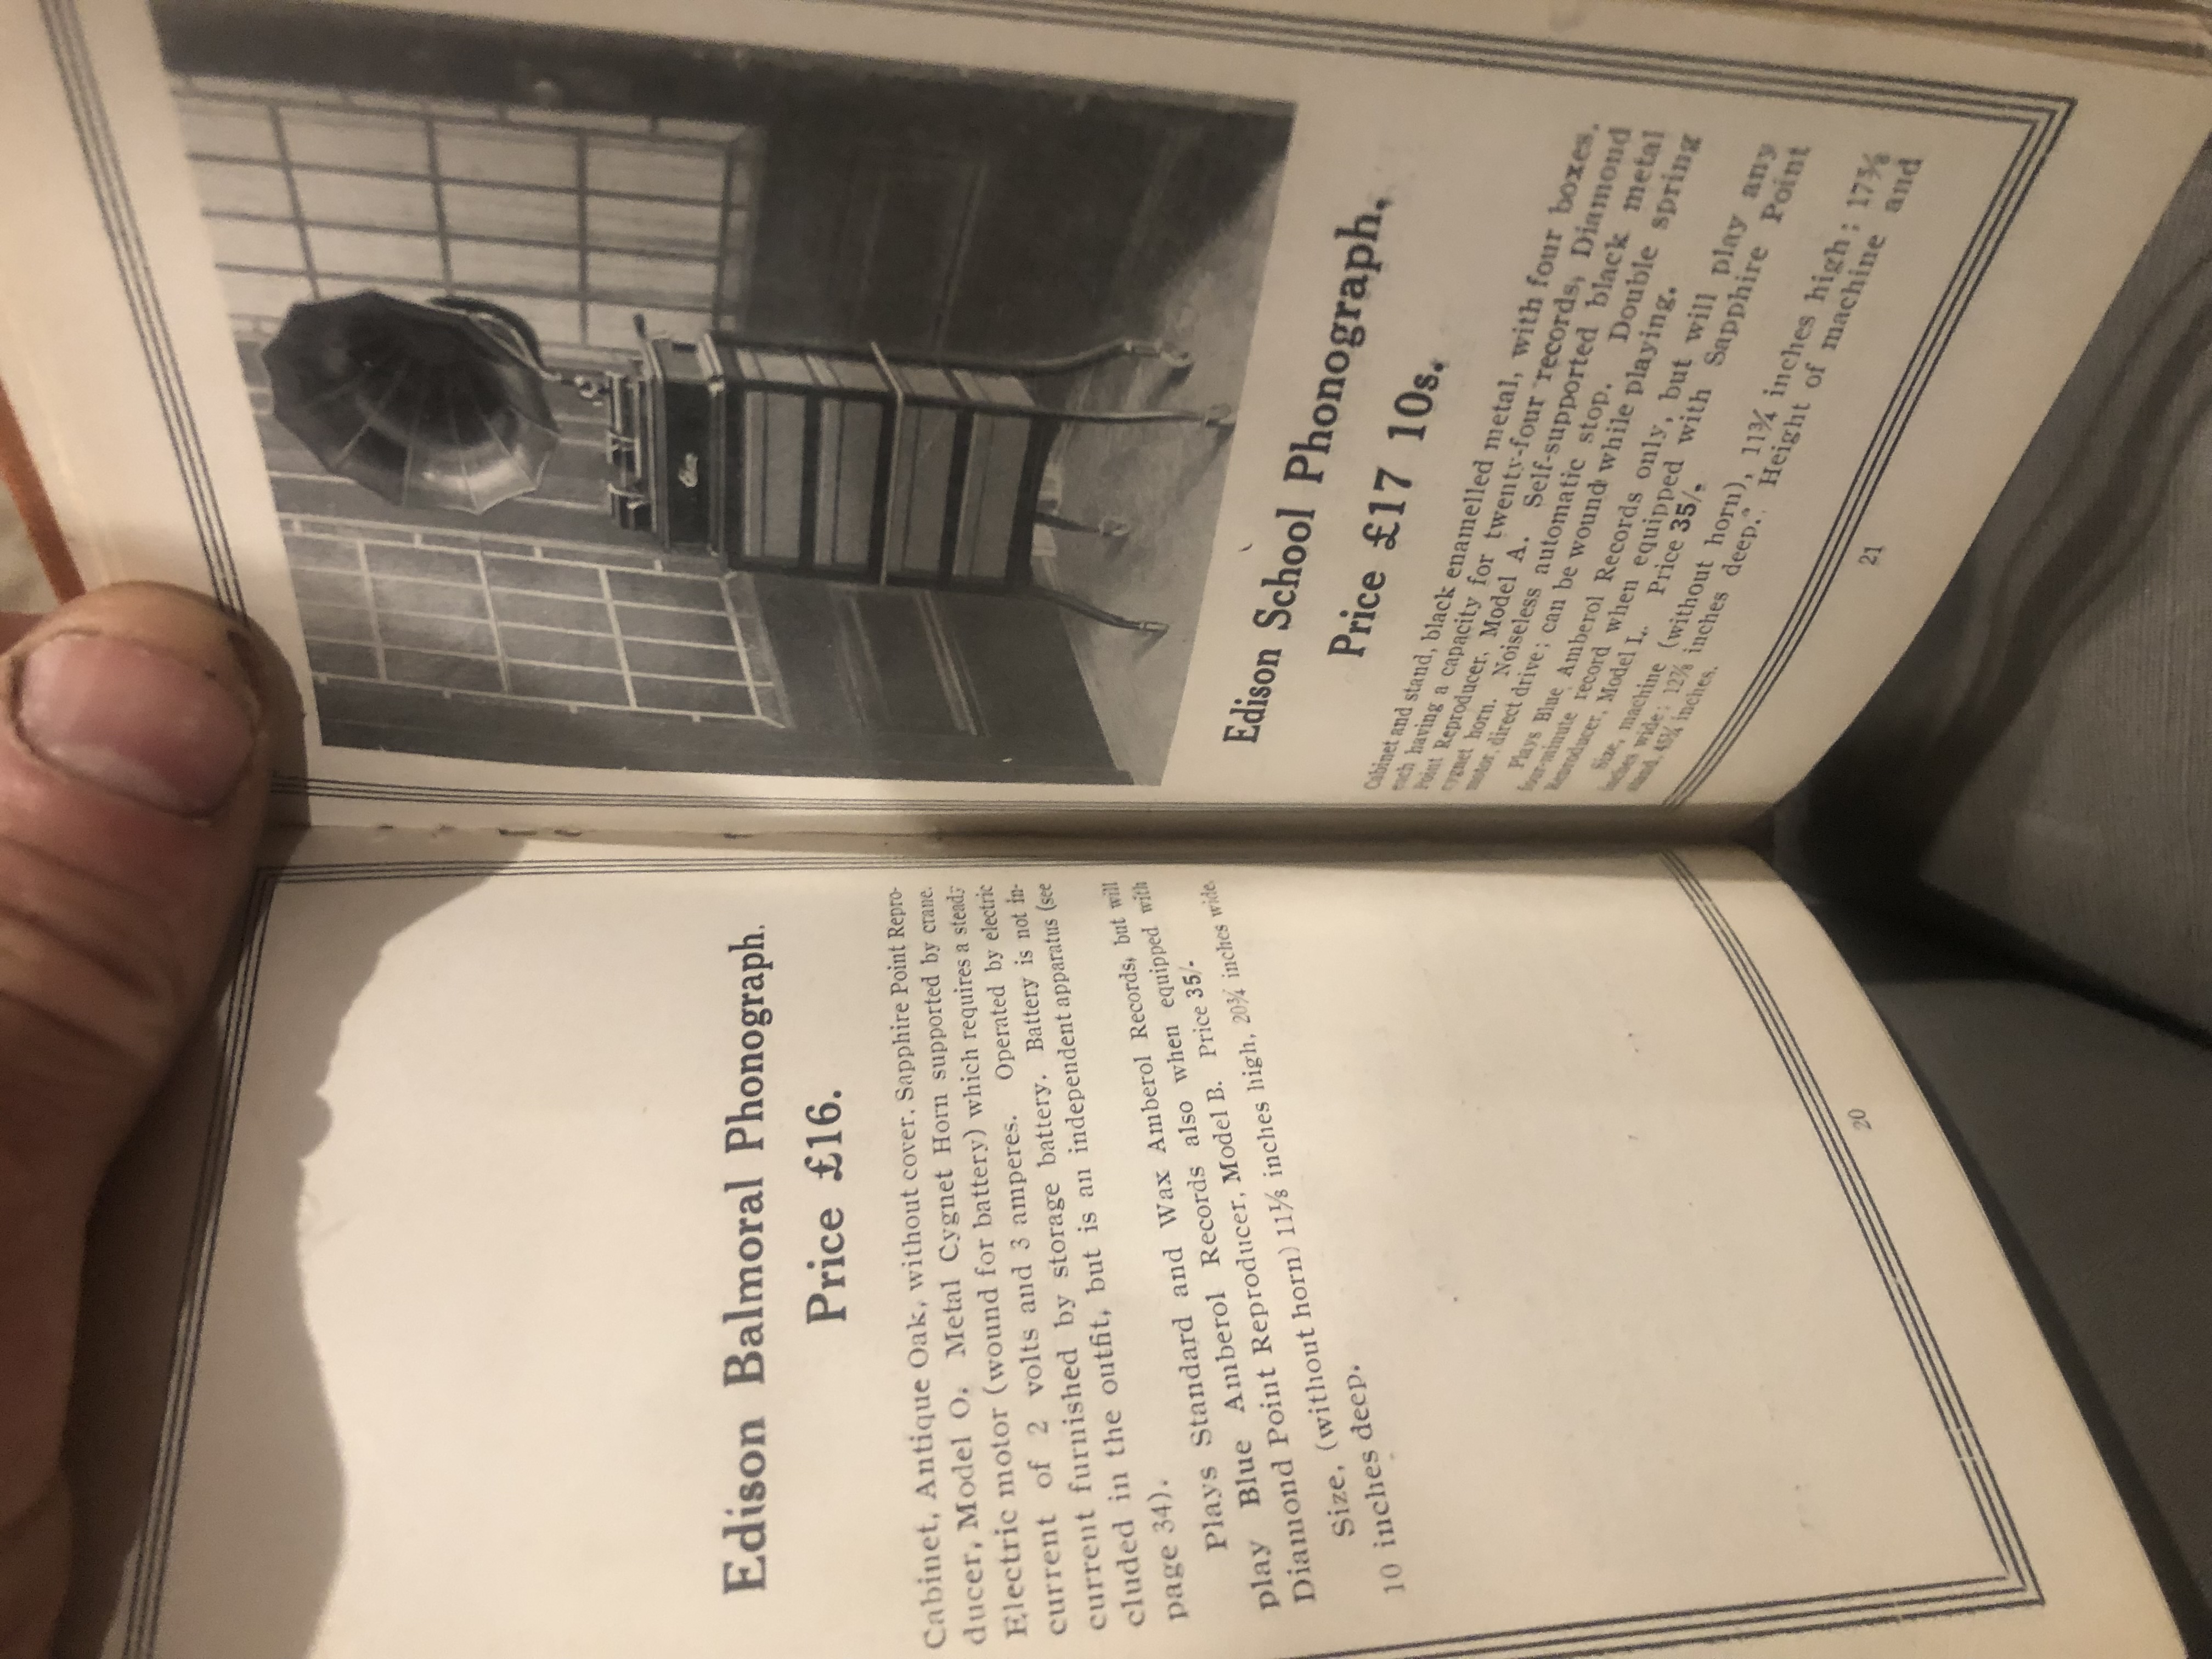 Edison Balmoral Phonograph.
Price £16.
Cabinet, Antique Oak, without cover. Sapphire Point Repro-
ducer, Model O. Metal Cygnet Horn supported by crane.
Electric motor (wound for battery) which requires a steady
current of 2 volts and 3 amperes. Operated by electric
current furnished by storage battery. Battery is not in-
cluded in the outfit, but is an independent apparatus (see
page 34).
Plays Standard and Wax Amberol Records, but will
play Blue Amberol Records also when equipped with
Diamond Point Reproducer, Model B. Price 35/-
Size, (without horn) 11⅛ inches high, 20¾ inches wide,
10 inches deep.
20
Edison
Edison School Phonograph.
Price £17 10s.
Cabinet and stand, black enamelled metal, with four boxes.
each having a capacity for twenty-four records, Diamond
Point Reproducer, Model A. Self-supported black metal
cygnet horn. Noiseless automatic stop. Double spring
motor, direct drive; can be wound while playing.
Plays Blue Amberol Records only, but will play any
four-minute record when equipped with Sapphire Point
Reproducer, Model L. Price 35/-
Size, machine (without horn), 11¾ inches high; 17⅜
inches wide; 12⅞ inches deep. Height of machine and
stand, 45¼ inches.
21